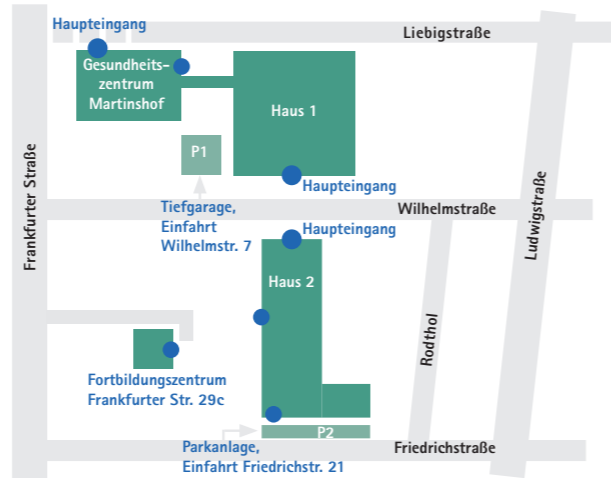 Haupteingang
Liebigstraße
Gesundheits-
zentrum
Martinshof
Haus 1
P1
Haupteingang
Frankfurter Straße
Tiefgarage,
Einfahrt
Wilhelmstr. 7
Wilhelmstraße
Ludwigstraße
Haupteingang
Haus 2
Rodthol
Fortbildungszentrum
Frankfurter Str. 29c
P2
Parkanlage,
Einfahrt Friedrichstr. 21
Friedrichstraße